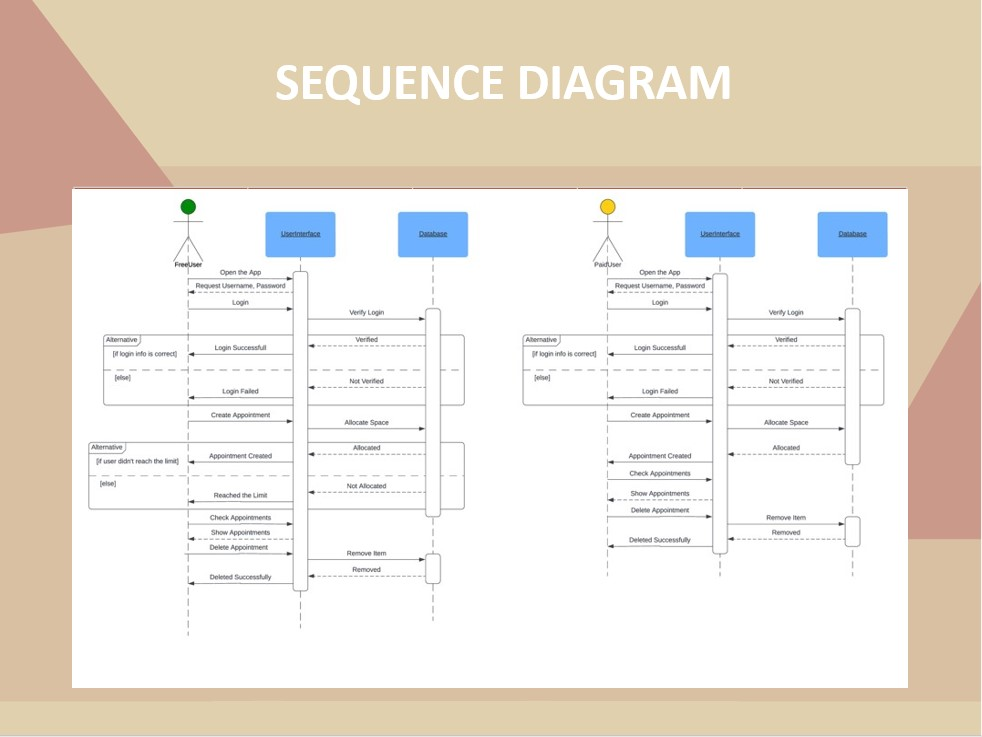 SEQUENCE DIAGRAM
UserInterface
Database
FreeUser
Open the App
Request Username, Password
Login
Verify Login
Alternative
Verified
[if login info is correct]
Login Successfull
[else]
Not Verified
Login Failed
Create Appointment
Allocate Space
Alternative
Allocated
[if user didn't reach the limit]
Appointment Created
[else]
Not Allocated
Reached the Limit
Check Appointments
Show Appointments
Delete Appointment
Remove Item
Removed
Deleted Successfully
UserInterface
Database
PaidUser
Open the App
Request Username, Password
Login
Verify Login
Alternative
Verified
[if login info is correct]
Login Successfull
[else]
Not Verified
Login Failed
Create Appointment
Allocate Space
Allocated
Appointment Created
Check Appointments
Show Appointments
Delete Appointment
Remove Item
Removed
Deleted Successfully